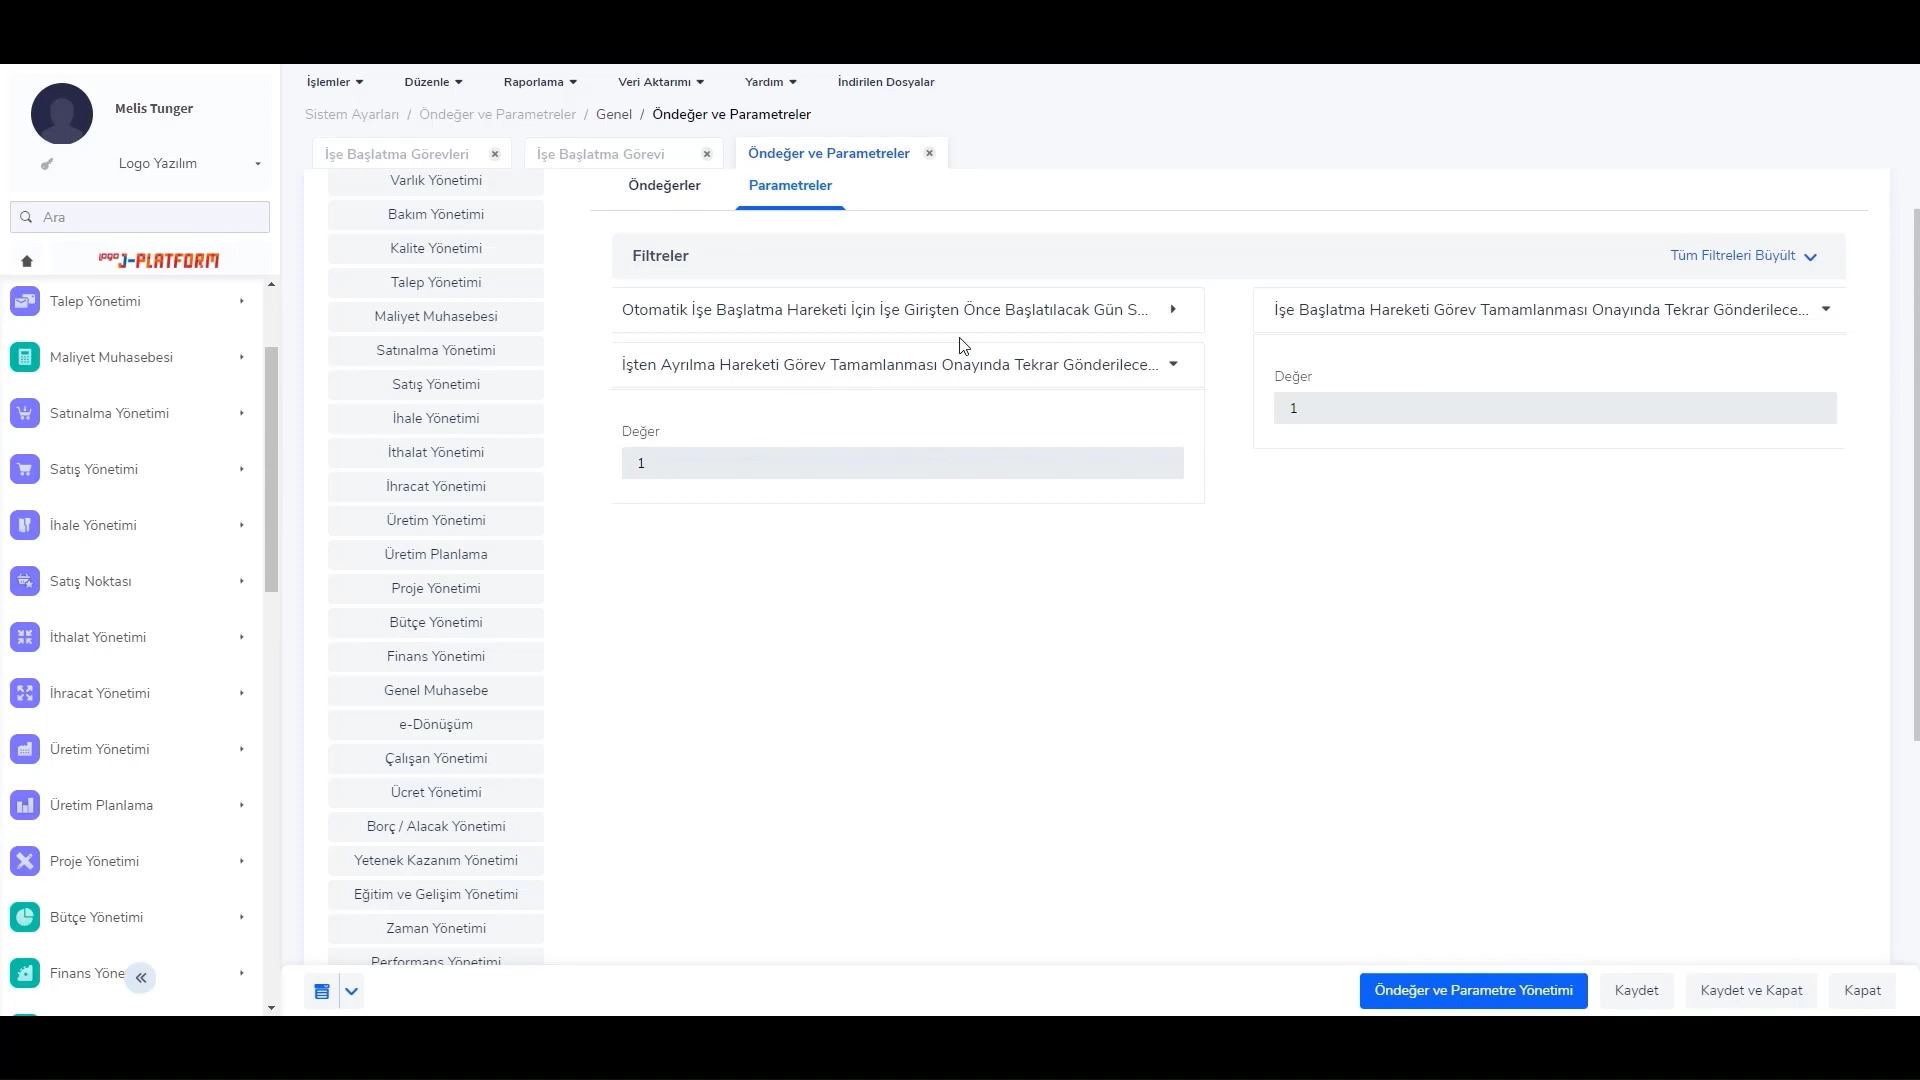 Melis Tunger
Logo Yazılım
Ara
LOGO J-PLATFORM
Talep Yönetimi
Maliyet Muhasebesi
Satınalma Yönetimi
Satış Yönetimi
İhale Yönetimi
Satış Noktası
İthalat Yönetimi
İhracat Yönetimi
Üretim Yönetimi
Üretim Planlama
Proje Yönetimi
Bütçe Yönetimi
Finans Yöne
İşlemler
Düzenle
Raporlama
Veri Aktarımı
Yardım
İndirilen Dosyalar
Sistem Ayarları / Öndeğer ve Parametreler / Genel / Öndeğer ve Parametreler
İşe Başlatma Görevleri
İşe Başlatma Görevi
Öndeğer ve Parametreler
Varlık Yönetimi
Bakım Yönetimi
Kalite Yönetimi
Talep Yönetimi
Maliyet Muhasebesi
Satınalma Yönetimi
Satış Yönetimi
İhale Yönetimi
İthalat Yönetimi
İhracat Yönetimi
Üretim Yönetimi
Üretim Planlama
Proje Yönetimi
Bütçe Yönetimi
Finans Yönetimi
Genel Muhasebe
e-Dönüşüm
Çalışan Yönetimi
Ücret Yönetimi
Borç / Alacak Yönetimi
Yetenek Kazanım Yönetimi
Eğitim ve Gelişim Yönetimi
Zaman Yönetimi
Performans Yönetimi
Öndeğerler
Parametreler
Filtreler
Tüm Filtreleri Büyült
Otomatik İşe Başlatma Hareketi İçin İşe Girişten Önce Başlatılacak Gün S...
İşten Ayrılma Hareketi Görev Tamamlanması Onayında Tekrar Gönderilece...
Değer
1
İşe Başlatma Hareketi Görev Tamamlanması Onayında Tekrar Gönderilece...
Değer
1
Öndeğer ve Parametre Yönetimi
Kaydet
Kaydet ve Kapat
Kapat